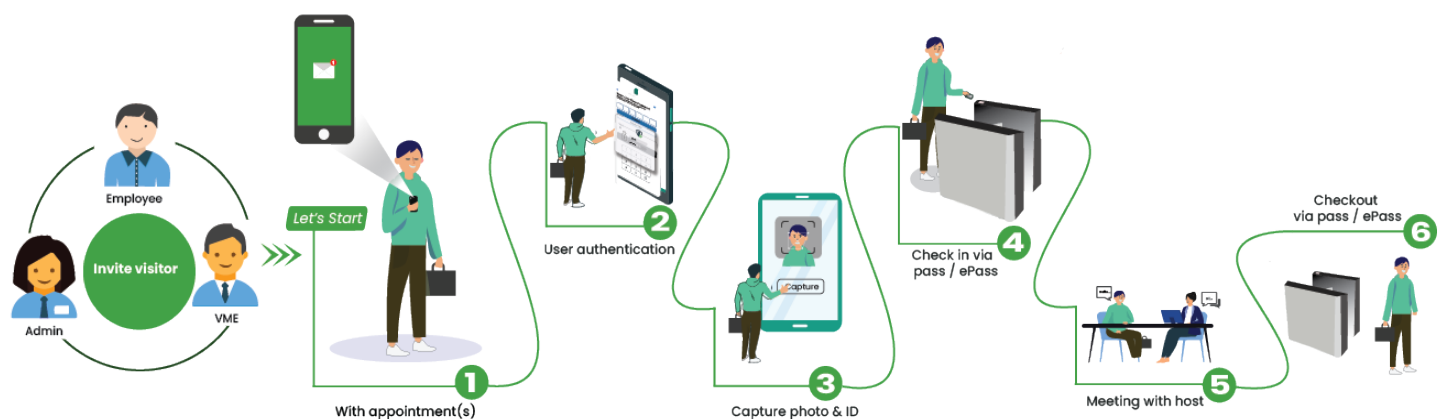 Employee
Invite visitor
Admin
VME
Let's Start
1
With appointment(s)
2
User authentication
Capture
3
Capture photo & ID
4
Check in via
pass / ePass
5
Meeting with host
Checkout
via pass / ePass
6